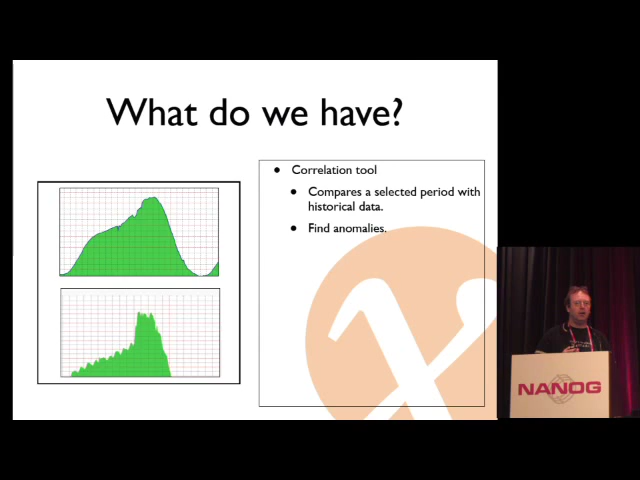 What do we have?
Correlation tool
Compares a selected period with
historical data.
Find anomalies.
NANOG